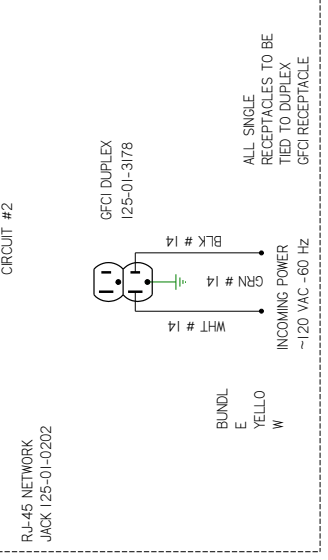 CIRCUIT #2
RJ-45 NETWORK
JACK 125-01-0202
GFCI DUPLEX
125-01-3178
WHT # 14
GRN # 14
BLK # 14
BUNDL
E
YELLO
W
INCOMING POWER
~120 VAC -60 HZ
ALL SINGLE
RECEPTACLES TO BE
TIED TO DUPLEX
GFCI RECEPTACLE